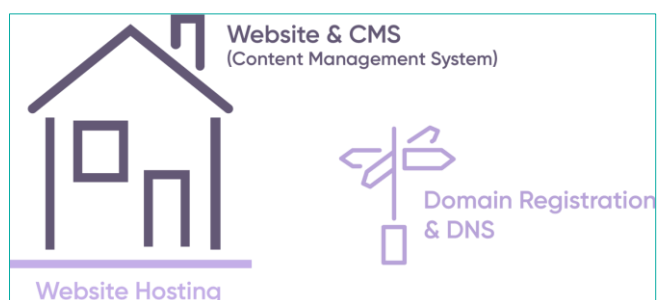 Website & CMS
(Content Management System)
Domain Registration
& DNS
Website Hosting